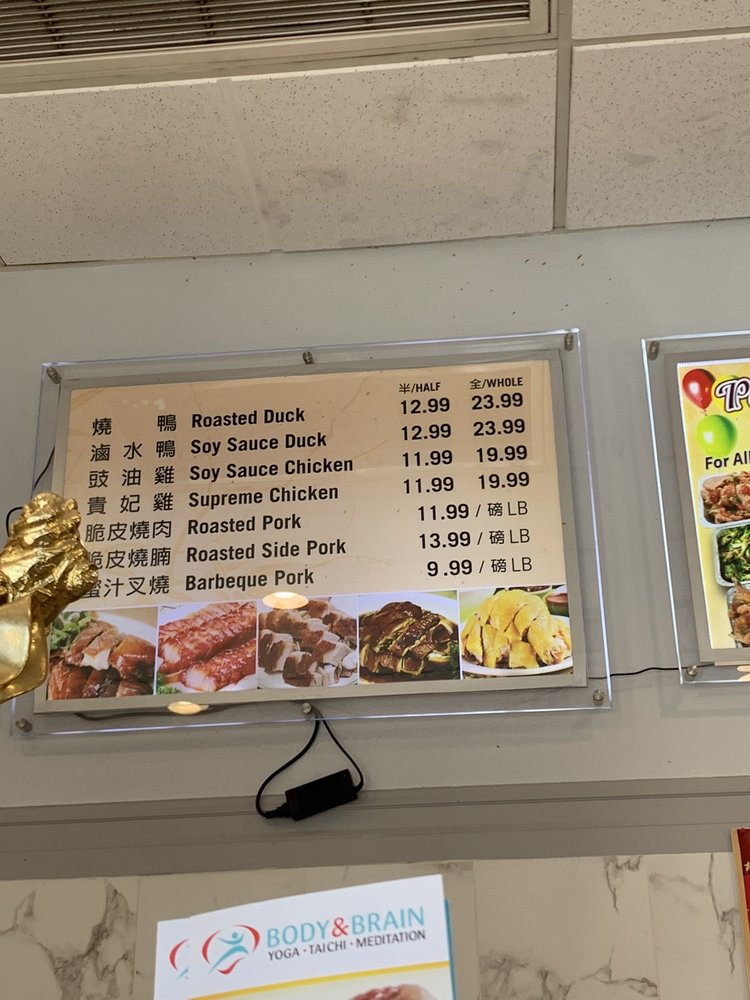 半/HALF 全/WHOLE
燒鴨 Roasted Duck 12.99 23.99
滷水鴨 Soy Sauce Duck 12.99 23.99
豉油雞 Soy Sauce Chicken 11.99 19.99
貴妃雞 Supreme Chicken 11.99 19.99
脆皮燒肉 Roasted Pork 11.99 / 磅 LB
脆皮燒腩 Roasted Side Pork 13.99 / 磅 LB
蜜汁叉燒 Barbeque Pork 9.99 / 磅 LB
For All
BODY&BRAIN
YOGA · TAICHI · MEDITATION